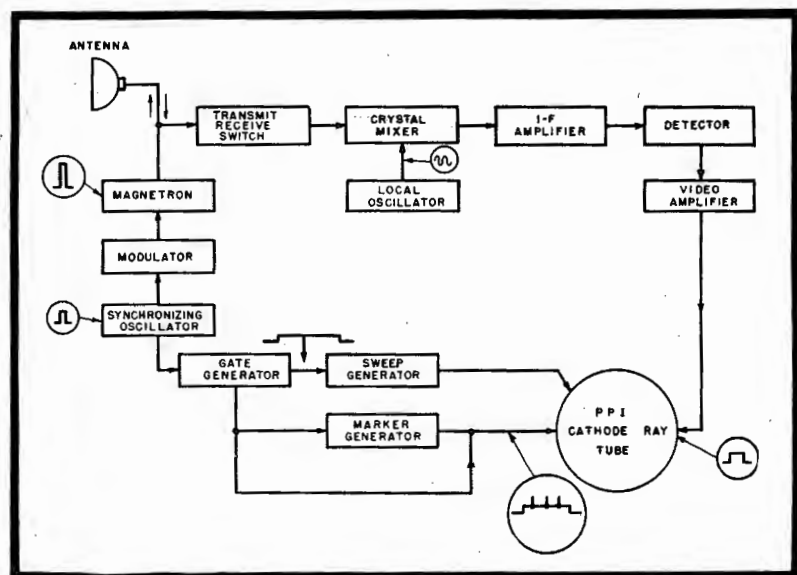 ANTENNA
TRANSMIT
RECEIVE
SWITCH
CRYSTAL
MIXER
I-F
AMPLIFIER
DETECTOR
MAGNETRON
LOCAL
OSCILLATOR
VIDEO
AMPLIFIER
MODULATOR
SYNCHRONIZING
OSCILLATOR
GATE
GENERATOR
SWEEP
GENERATOR
MARKER
GENERATOR
PPI
CATHODE RAY
TUBE